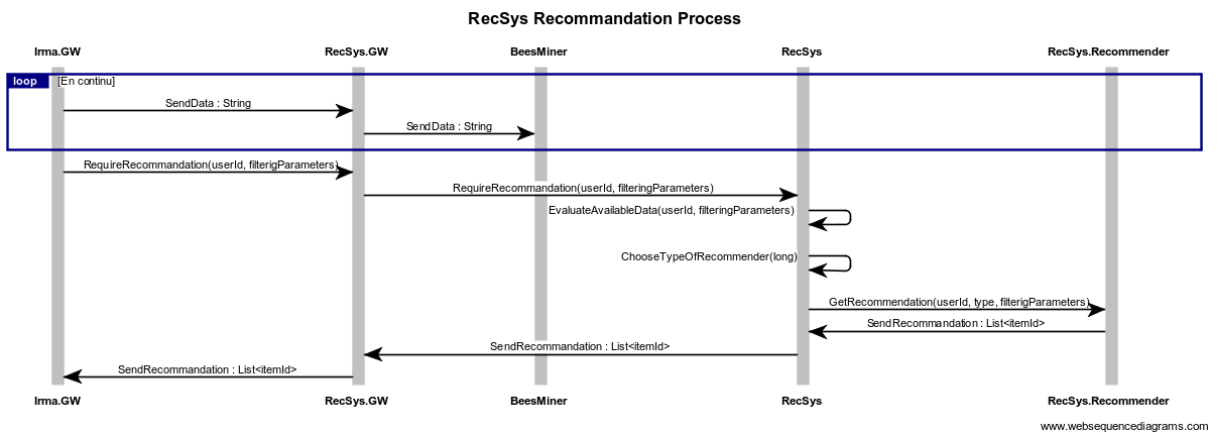 RecSys Recommandation Process
Irma.GW RecSys.GW BeesMiner RecSys RecSys.Recommender
loop [En continu]
SendData : String
SendData : String
RequireRecommandation(userId, filterigParameters)
RequireRecommandation(userId, filteringParameters)
EvaluateAvailableData(userId, filteringParameters)
ChooseTypeOfRecommender(long)
GetRecommendation(userId, type, filterigParameters)
SendRecommandation : List<itemId>
SendRecommandation : List<itemId>
SendRecommandation : List<itemId>
Irma.GW RecSys.GW BeesMiner RecSys RecSys.Recommender
www.websequencediagrams.com